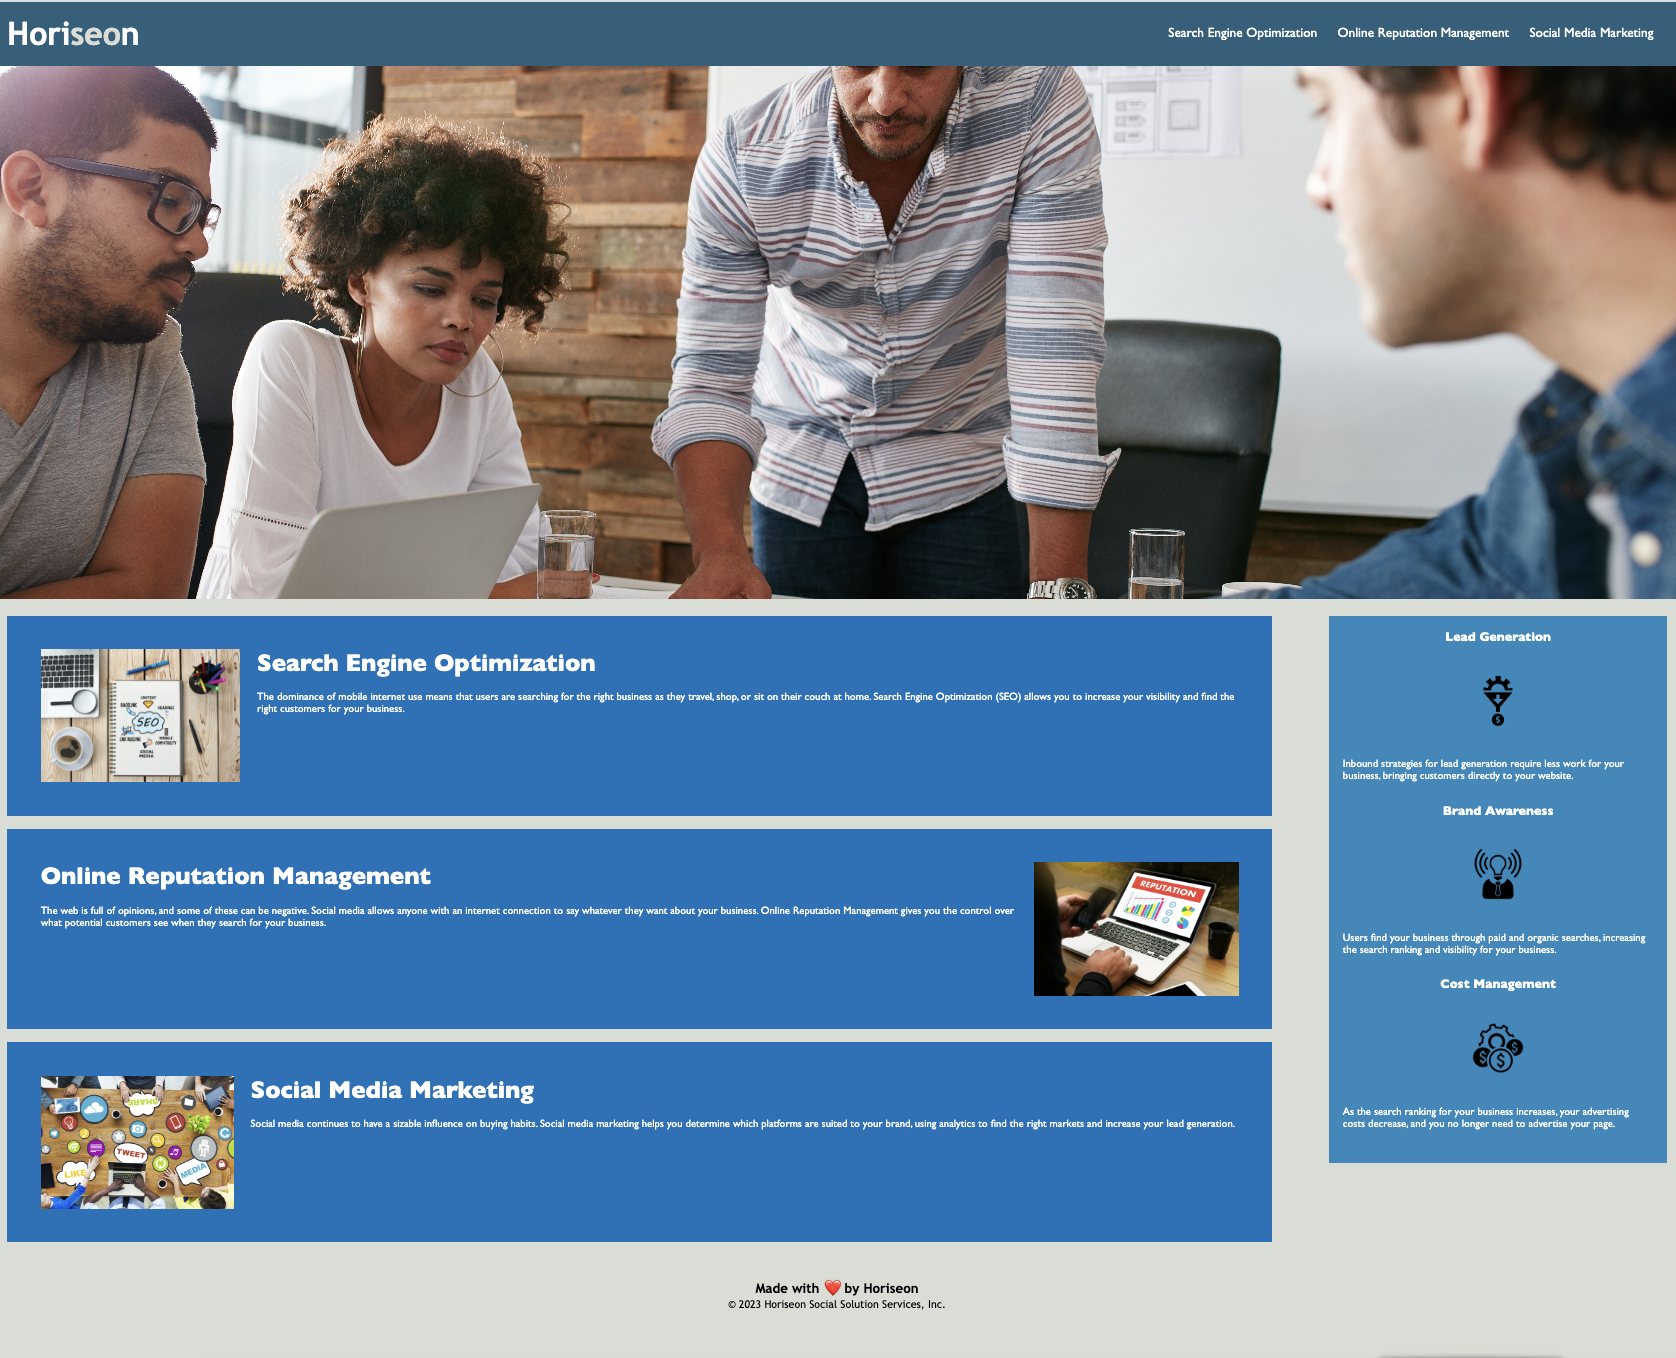 Horiseon
Search Engine Optimization
Online Reputation Management
Social Media Marketing
SEO
Search Engine Optimization
The dominance of mobile internet use means that users are searching for the right business as they travel, shop, or sit on their couch at home. Search Engine Optimization (SEO) allows you to increase your visibility and find the
right customers for your business.
Online Reputation Management
The web is full of opinions, and some of these can be negative. Social media allows anyone with an internet connection to say whatever they want about your business. Online Reputation Management gives you the control over
what potential customers see when they search for your business.
REPUTATION
SHARE
TWEET
LIKE
MEDIA
Social Media Marketing
Social media continues to have a sizable influence on buying habits. Social media marketing helps you determine which platforms are suited to your brand, using analytics to find the right markets and increase your lead generation.
Lead Generation
Inbound strategies for lead generation require less work for your
business, bringing customers directly to your website.
Brand Awareness
Users find your business through paid and organic searches, increasing
the search ranking and visibility for your business.
Cost Management
As the search ranking for your business increases, your advertising
costs decrease, and you no longer need to advertise your page.
Made with ❤️ by Horiseon
© 2023 Horiseon Social Solution Services, Inc.